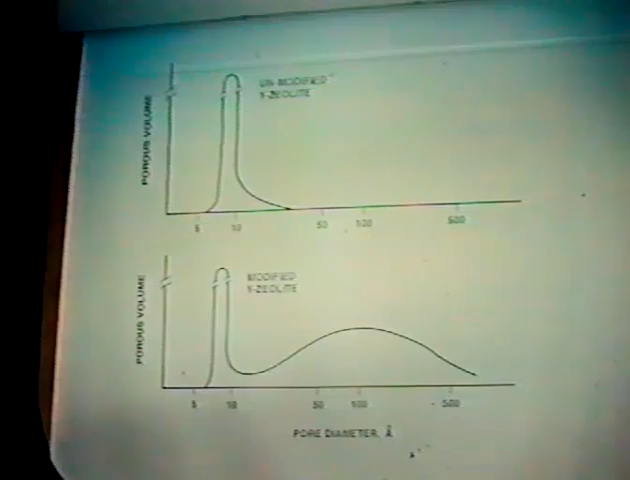 UN-MODIFIED
Y-ZEOLITE
POROUS VOLUME
5 10 50 100 500
MODIFIED
Y-ZEOLITE
POROUS VOLUME
5 10 50 100 500
PORE DIAMETER, Å